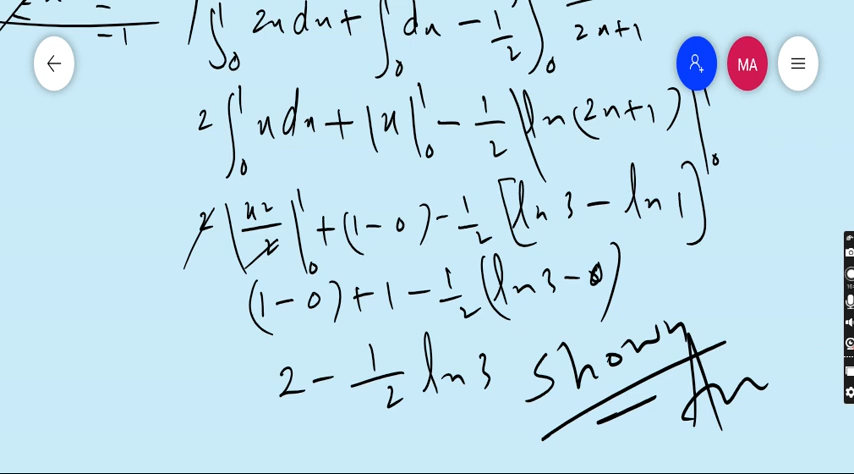 = -1 ∫₀¹ 2x dx + ∫₀¹ dx - 1/2 ∫₀¹ / 2x+1
2 ∫₀¹ x dx + |x|₀¹ - 1/2 |ln(2x+1)|₀¹
2 |x²/2|₀¹ + (1-0) - 1/2 [ln 3 - ln 1]
(1-0) + 1 - 1/2 (ln 3 - 0)
2 - 1/2 ln 3 shown
MA